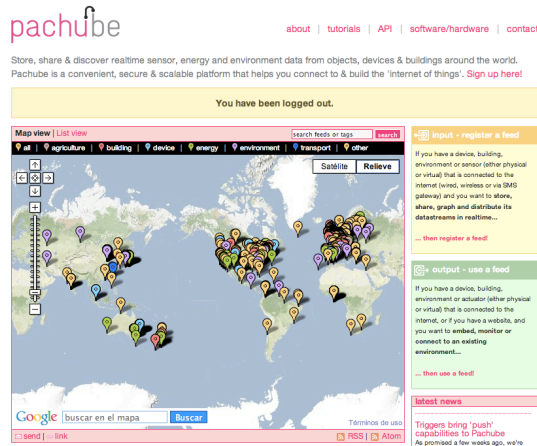 pachube
about | tutorials | API | software/hardware | contact
Store, share & discover realtime sensor, energy and environment data from objects, devices & buildings around the world.
Pachube is a convenient, secure & scalable platform that helps you connect to & build the 'internet of things'. Sign up here!
You have been logged out.
Map view | List view
search feeds or tags
search
all | agriculture | building | device | energy | environment | transport | other
Satélite
Relieve
Google
buscar en el mapa
Buscar
Términos de uso
send | link
RSS | Atom
input - register a feed
If you have a device, building,
environment or sensor (either physical
or virtual) that is connected to the
internet (wired, wireless or via SMS
gateway) and you want to store,
share, graph and distribute its
datastreams in realtime...
... then register a feed!
output - use a feed
If you have a device, building,
environment or actuator (either physical
or virtual) that is connected to the
internet, or if you have a website, and
you want to embed, monitor or
connect to an existing
environment...
... then use a feed!
latest news
Triggers bring 'push'
capabilities to Pachube
As promised a few weeks ago, we're